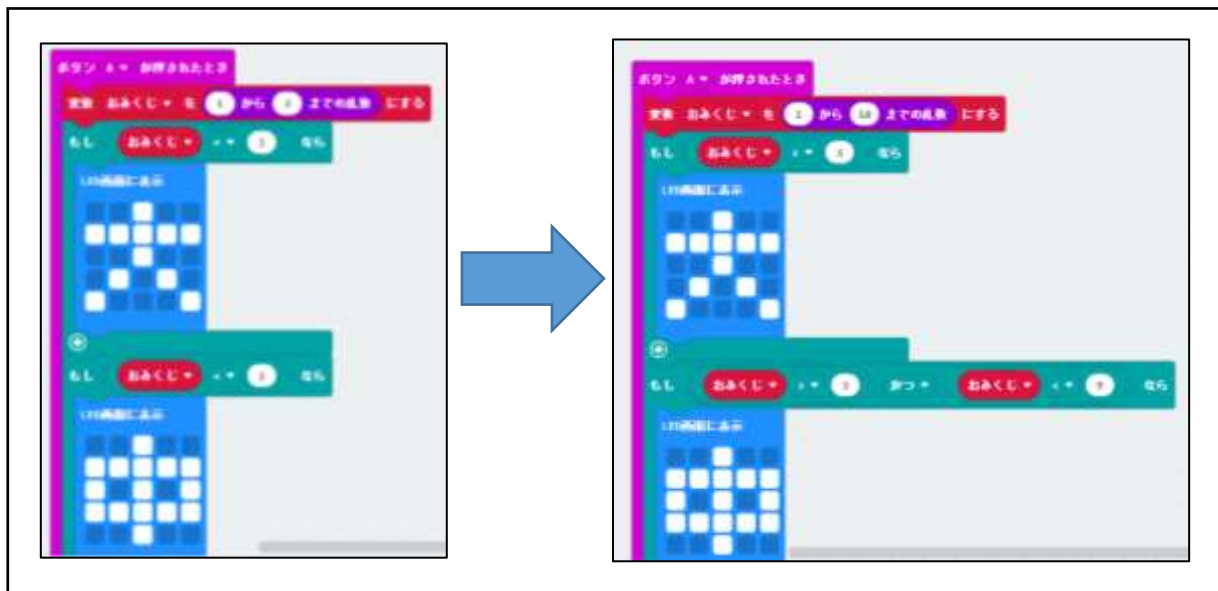 ボタン A が押されたとき
変数 おみくじ を 1 から までの乱数 にする
もし おみくじ なら
LED画面に表示
もし おみくじ なら
LED画面に表示
ボタン A が押されたとき
変数 おみくじ を 1 から 10 までの乱数 にする
もし おみくじ なら
LED画面に表示
もし おみくじ かつ おみくじ < 9 なら
LED画面に表示